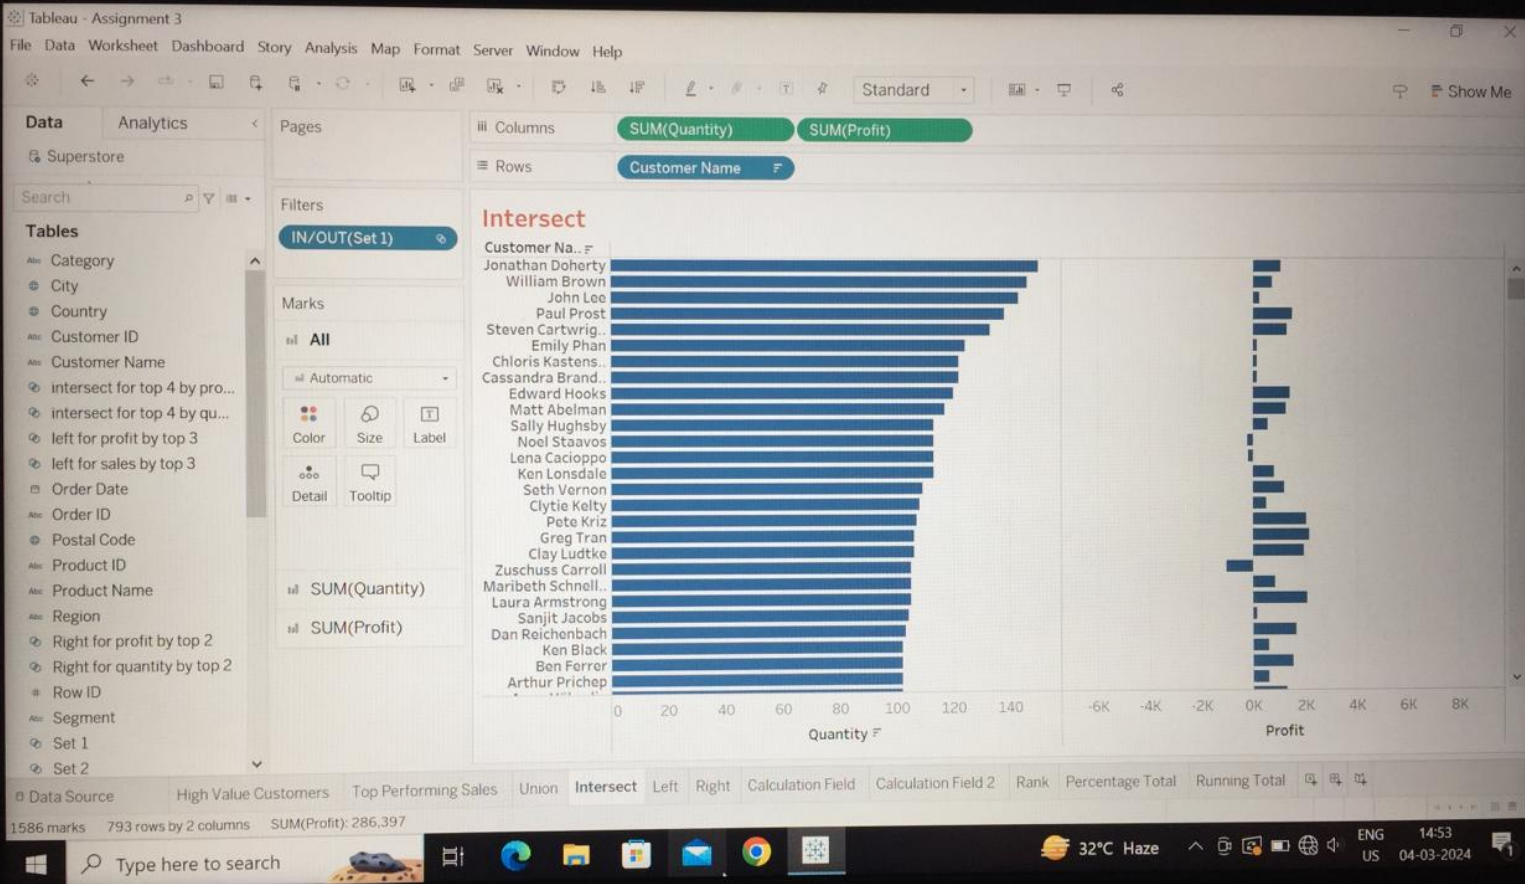 Tableau - Assignment 3
File Data Worksheet Dashboard Story Analysis Map Format Server Window Help
Standard
Show Me
Data Analytics
Superstore
Search
Tables
Abc Category
City
Country
Abc Customer ID
Abc Customer Name
intersect for top 4 by pro...
intersect for top 4 by qu...
left for profit by top 3
left for sales by top 3
Order Date
Abc Order ID
Postal Code
Abc Product ID
Abc Product Name
Abc Region
Right for profit by top 2
Right for quantity by top 2
# Row ID
Abc Segment
Set 1
Set 2
Pages
Filters
IN/OUT(Set 1)
Marks
All
Automatic
Color Size Label
Detail Tooltip
SUM(Quantity)
SUM(Profit)
Columns SUM(Quantity) SUM(Profit)
Rows Customer Name
Intersect
Customer Na..
Jonathan Doherty
William Brown
John Lee
Paul Prost
Steven Cartwrig..
Emily Phan
Chloris Kastens..
Cassandra Brand..
Edward Hooks
Matt Abelman
Sally Hughsby
Noel Staavos
Lena Cacioppo
Ken Lonsdale
Seth Vernon
Clytie Kelty
Pete Kriz
Greg Tran
Clay Ludtke
Zuschuss Carroll
Maribeth Schnell..
Laura Armstrong
Sanjit Jacobs
Dan Reichenbach
Ken Black
Ben Ferrer
Arthur Prichep
0 20 40 60 80 100 120 140 -6K -4K -2K 0K 2K 4K 6K 8K
Quantity Profit
Data Source High Value Customers Top Performing Sales Union Intersect Left Right Calculation Field Calculation Field 2 Rank Percentage Total Running Total
1586 marks 793 rows by 2 columns SUM(Profit): 286,397
Type here to search
32°C Haze
ENG
US
14:53
04-03-2024
1